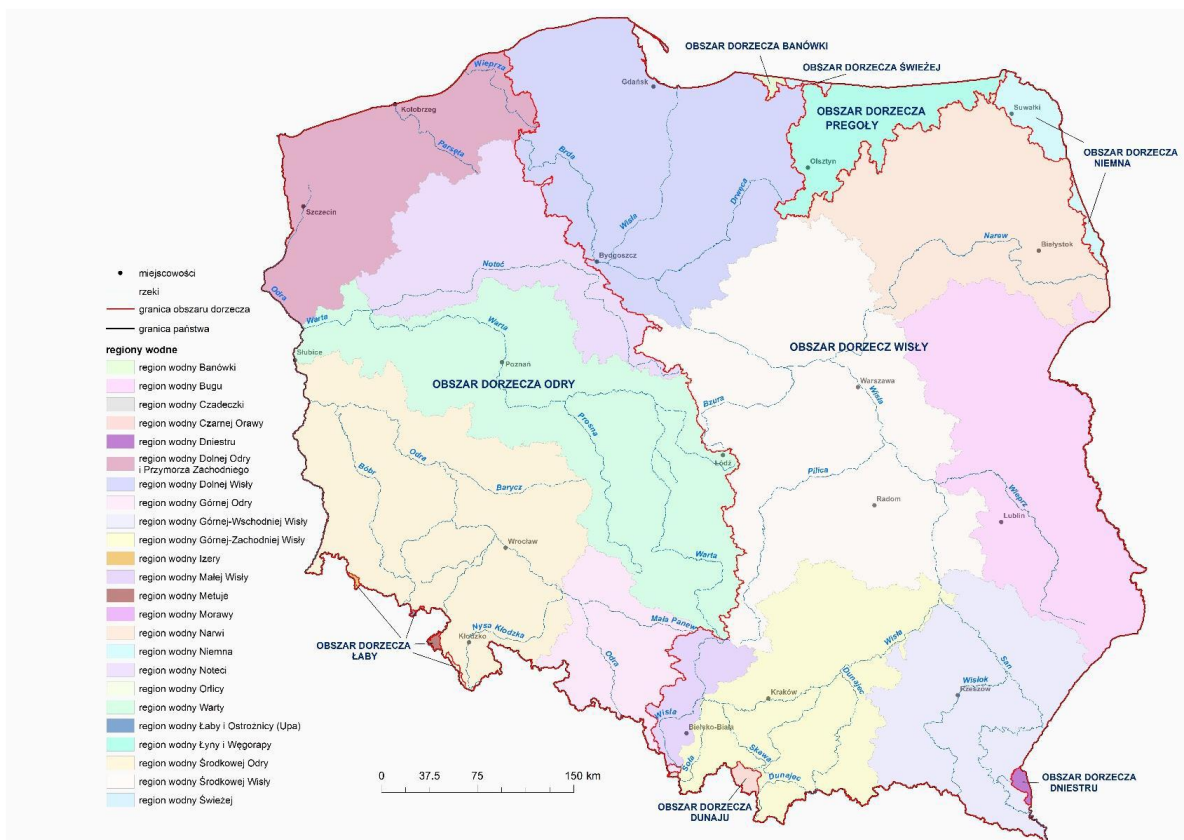 OBSZAR DORZECZA BANÓWKI
OBSZAR DORZECZA ŚWIEŻEJ
Wieprza
Gdańsk
Kołobrzeg
OBSZAR DORZECZA
PREGOŁY
Suwałki
Parsęta
OBSZAR DORZECZA
NIEMNA
Brda
Olsztyn
Drwęca
Wisła
Szczecin
Narew
Białystok
Bydgoszcz
Noteć
Odra
Warta
Warta
Słubice
Poznań
OBSZAR DORZECZ WISŁY
OBSZAR DORZECZA ODRY
Warszawa
Wisła
Bzura
Prosna
Łódź
Pilica
Odra
Bóbr
Barycz
Radom
Wieprz
Lublin
Wrocław
Warta
Mała Panew
Nysa Kłodzka
Kłodzko
OBSZAR DORZECZA
ŁABY
Odra
Wisła
San
Dunajec
Wisłok
Rzeszów
Kraków
Wisła
Bielsko-Biała
Skawa
Soła
Dunajec
OBSZAR DORZECZA
DUNAJU
OBSZAR DORZECZA
DNIESTRU
miejscowości
rzeki
granica obszaru dorzecza
granica państwa
regiony wodne
region wodny Banówki
region wodny Bugu
region wodny Czadeczki
region wodny Czarnej Orawy
region wodny Dniestru
region wodny Dolnej Odry
i Przymorza Zachodniego
region wodny Dolnej Wisły
region wodny Górnej Odry
region wodny Górnej-Wschodniej Wisły
region wodny Górnej-Zachodniej Wisły
region wodny Izery
region wodny Małej Wisły
region wodny Metuje
region wodny Morawy
region wodny Narwi
region wodny Niemna
region wodny Noteci
region wodny Orlicy
region wodny Warty
region wodny Łaby i Ostrożnicy (Upa)
region wodny Łyny i Węgorapy
region wodny Środkowej Odry
region wodny Środkowej Wisły
region wodny Świeżej
0 37.5 75 150 km